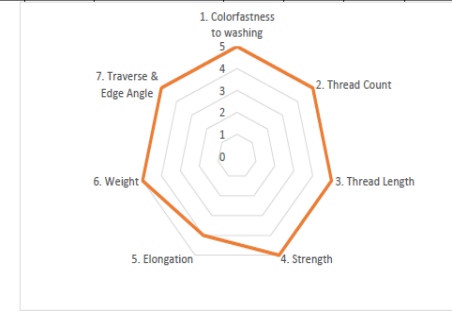 1. Colorfastness
to washing
5
4
3
2
1
0
7. Traverse &
Edge Angle
2. Thread Count
6. Weight
3. Thread Length
5. Elongation
4. Strength